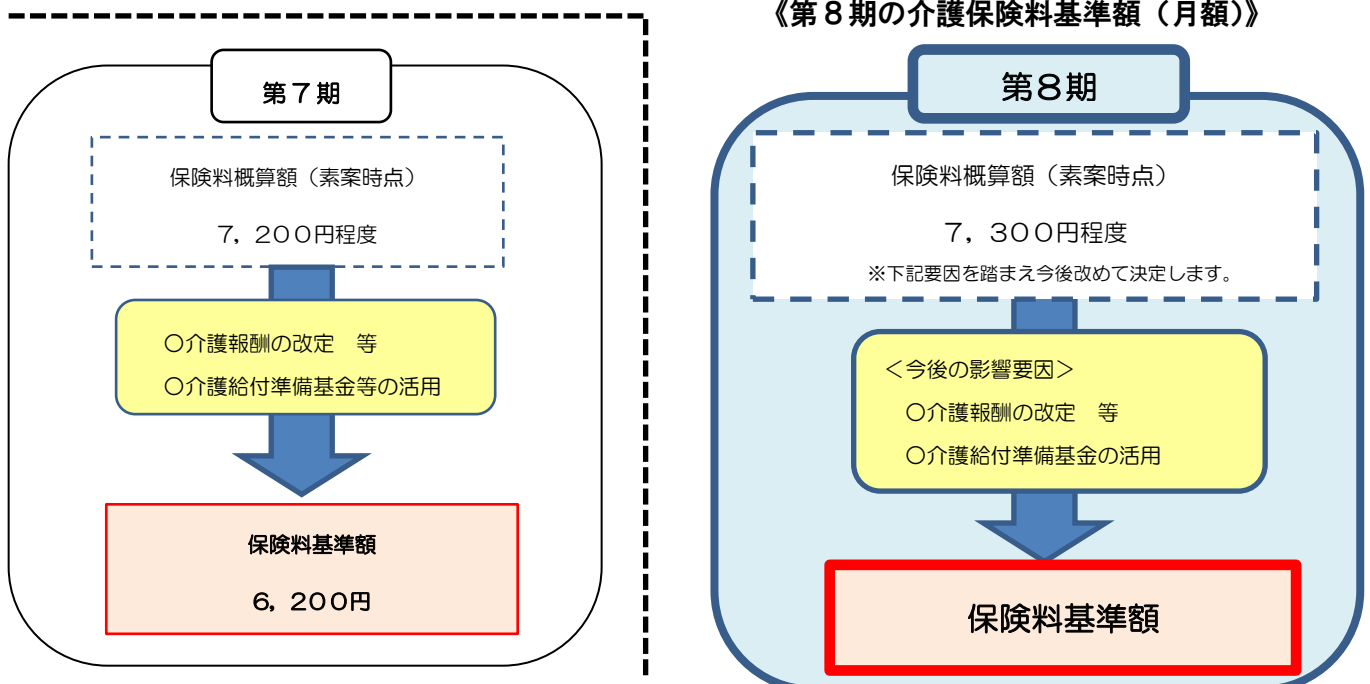 第７期
保険料概算額（素案時点）
７，２００円程度
〇介護報酬の改定　等
〇介護給付準備基金等の活用
保険料基準額
６，２００円
《第８期の介護保険料基準額（月額）》
第８期
保険料概算額（素案時点）
７，３００円程度
※下記要因を踏まえ今後改めて決定します。
＜今後の影響要因＞
〇介護報酬の改定　等
〇介護給付準備基金の活用
保険料基準額